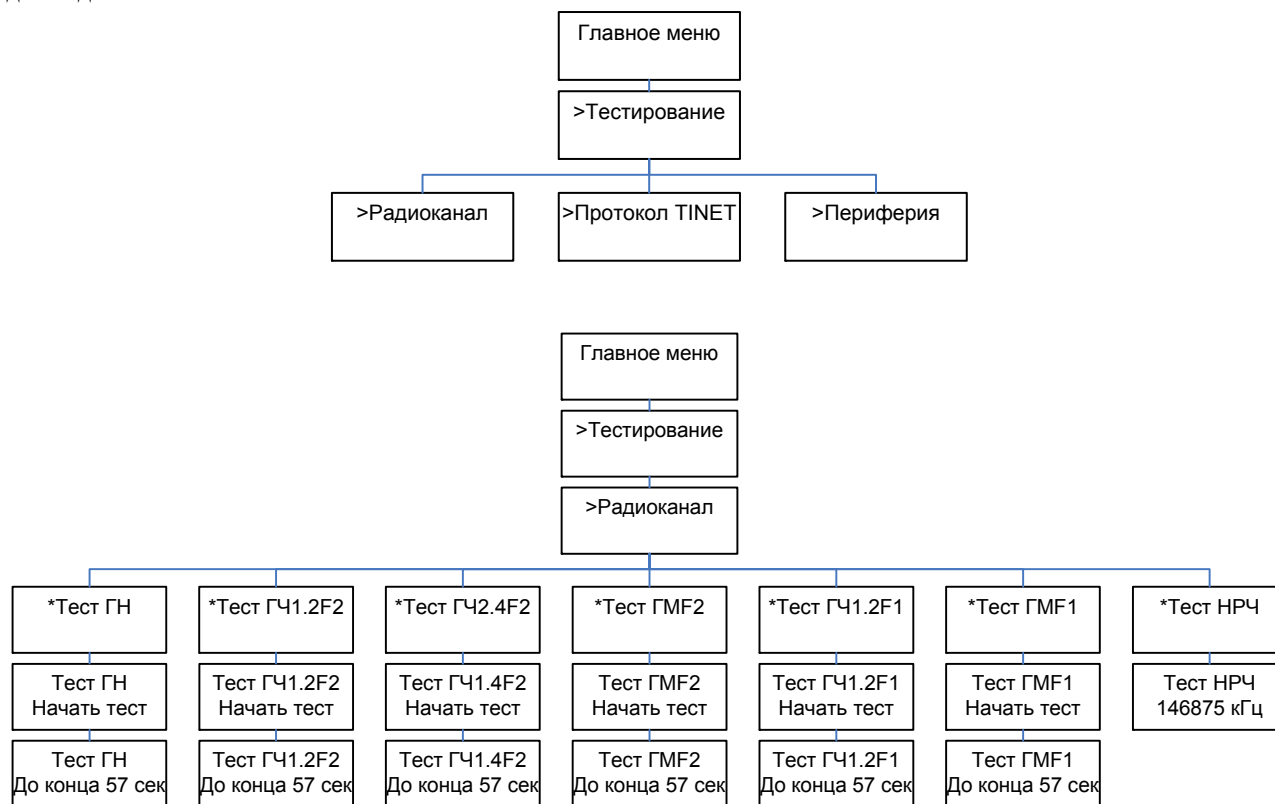 Главное меню
>Тестирование
>Радиоканал
>Протокол TINET
>Периферия
Главное меню
>Тестирование
>Радиоканал
*Тест ГН
*Тест ГЧ1.2F2
*Тест ГЧ2.4F2
*Тест ГМF2
*Тест ГЧ1.2F1
*Тест ГМF1
*Тест НРЧ
Тест ГН
Начать тест
Тест ГЧ1.2F2
Начать тест
Тест ГЧ1.4F2
Начать тест
Тест ГМF2
Начать тест
Тест ГЧ1.2F1
Начать тест
Тест ГМF1
Начать тест
Тест НРЧ
146875 кГц
Тест ГН
До конца 57 сек
Тест ГЧ1.2F2
До конца 57 сек
Тест ГЧ1.4F2
До конца 57 сек
Тест ГМF2
До конца 57 сек
Тест ГЧ1.2F1
До конца 57 сек
Тест ГМF1
До конца 57 сек